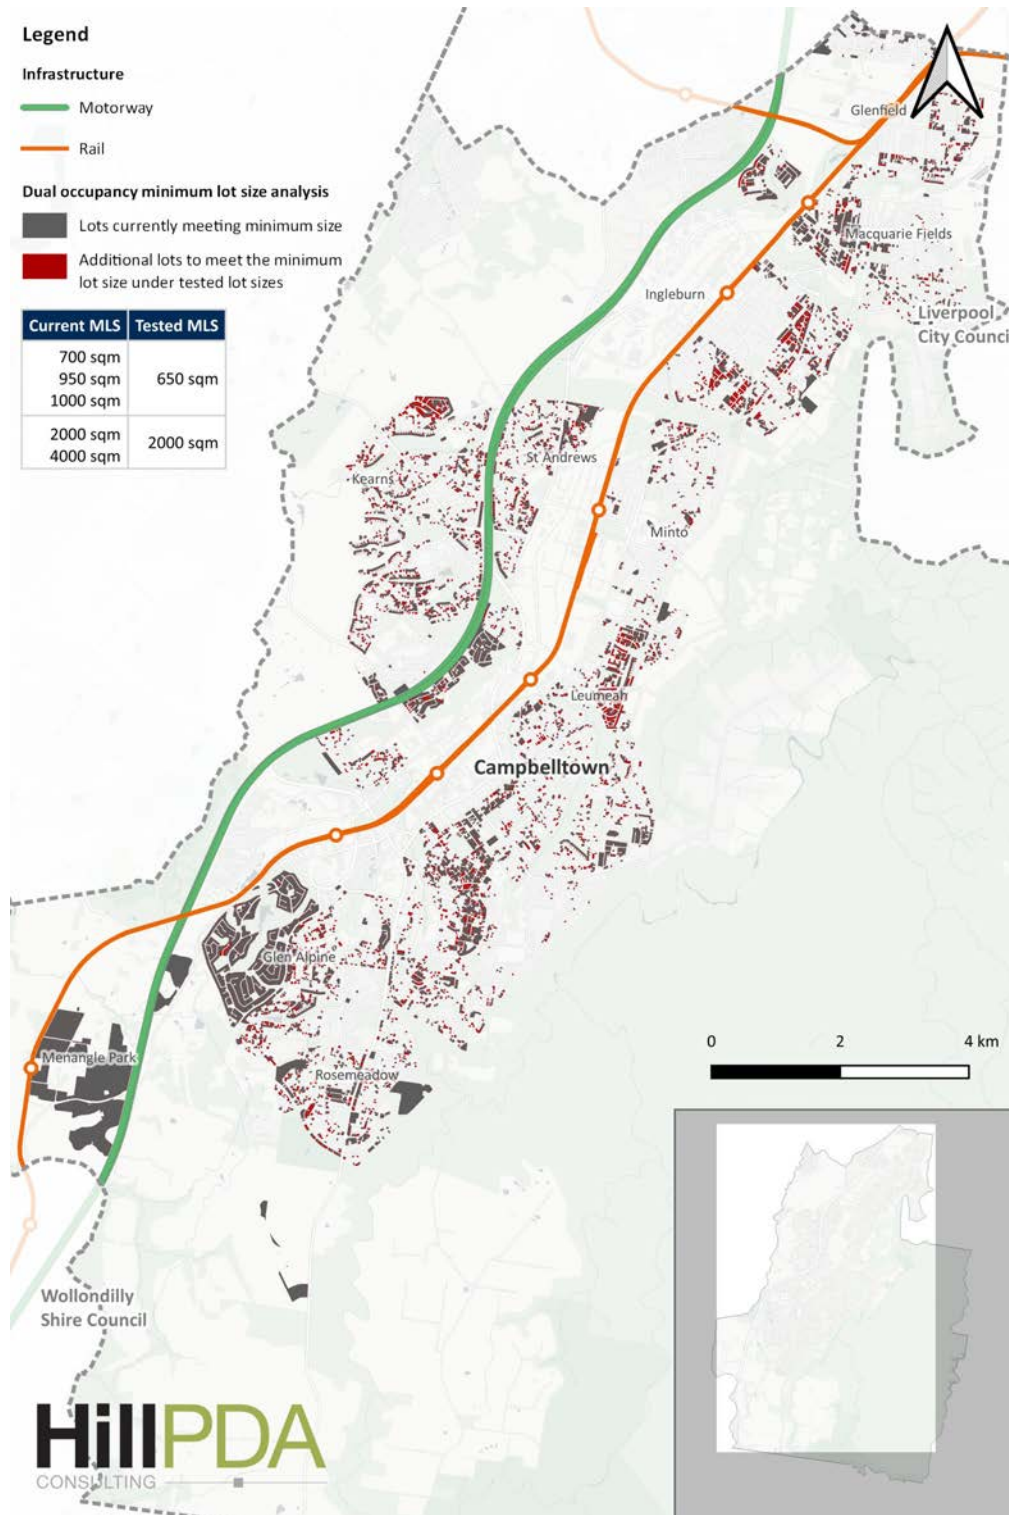 Legend
Infrastructure
Motorway
Rail
Dual occupancy minimum lot size analysis
Lots currently meeting minimum size
Additional lots to meet the minimum
lot size under tested lot sizes
Current MLS Tested MLS
700 sqm
950 sqm
1000 sqm
650 sqm
2000 sqm
4000 sqm
2000 sqm
Glenfield
Macquarie Fields
Ingleburn
Liverpool
City Council
St Andrews
Kearns
Minto
Leumeah
Campbelltown
Glen Alpine
Menangle Park
Rosemeadow
0 2 4 km
Wollondilly
Shire Council
HillPDA
CONSULTING